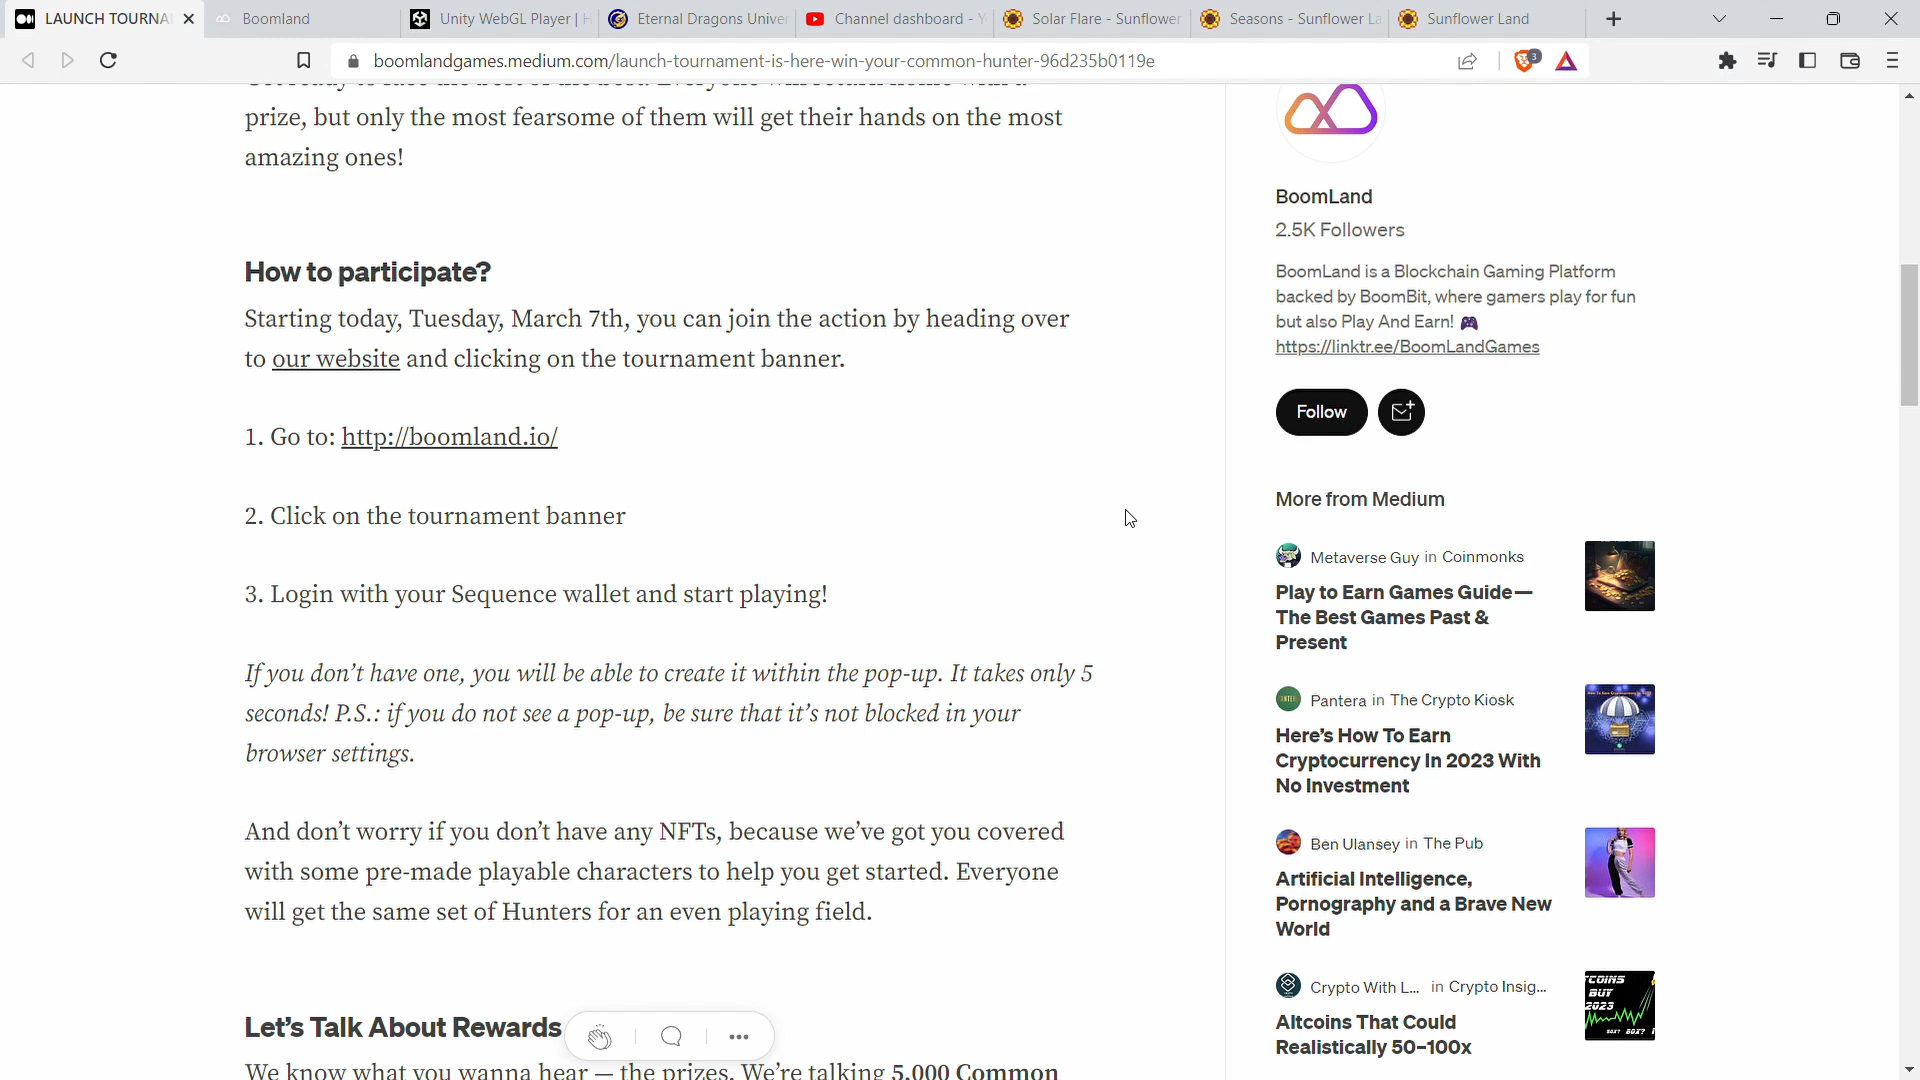 LAUNCH TOURNA
Boomland
Unity WebGL Player | H
Eternal Dragons Univer
Channel dashboard - Y
Solar Flare - Sunflower
Seasons - Sunflower La
Sunflower Land
boomlandgames.medium.com/launch-tournament-is-here-win-your-common-hunter-96d235b0119e
3
prize, but only the most fearsome of them will get their hands on the most
amazing ones!
How to participate?
Starting today, Tuesday, March 7th, you can join the action by heading over
to our website and clicking on the tournament banner.
1. Go to: http://boomland.io/
2. Click on the tournament banner
3. Login with your Sequence wallet and start playing!
If you don't have one, you will be able to create it within the pop-up. It takes only 5
seconds! P.S.: if you do not see a pop-up, be sure that it's not blocked in your
browser settings.
And don't worry if you don't have any NFTs, because we've got you covered
with some pre-made playable characters to help you get started. Everyone
will get the same set of Hunters for an even playing field.
Let's Talk About Rewards
We know what you wanna hear — the prizes. We're talking 5,000 Common
BoomLand
2.5K Followers
BoomLand is a Blockchain Gaming Platform
backed by BoomBit, where gamers play for fun
but also Play And Earn! 🎮
https://linktr.ee/BoomLandGames
Follow
More from Medium
Metaverse Guy in Coinmonks
Play to Earn Games Guide—
The Best Games Past &
Present
Pantera in The Crypto Kiosk
Here's How To Earn
Cryptocurrency In 2023 With
No Investment
Ben Ulansey in The Pub
Artificial Intelligence,
Pornography and a Brave New
World
Crypto With L... in Crypto Insig...
Altcoins That Could
Realistically 50-100x
TCOINS
BUY
2023